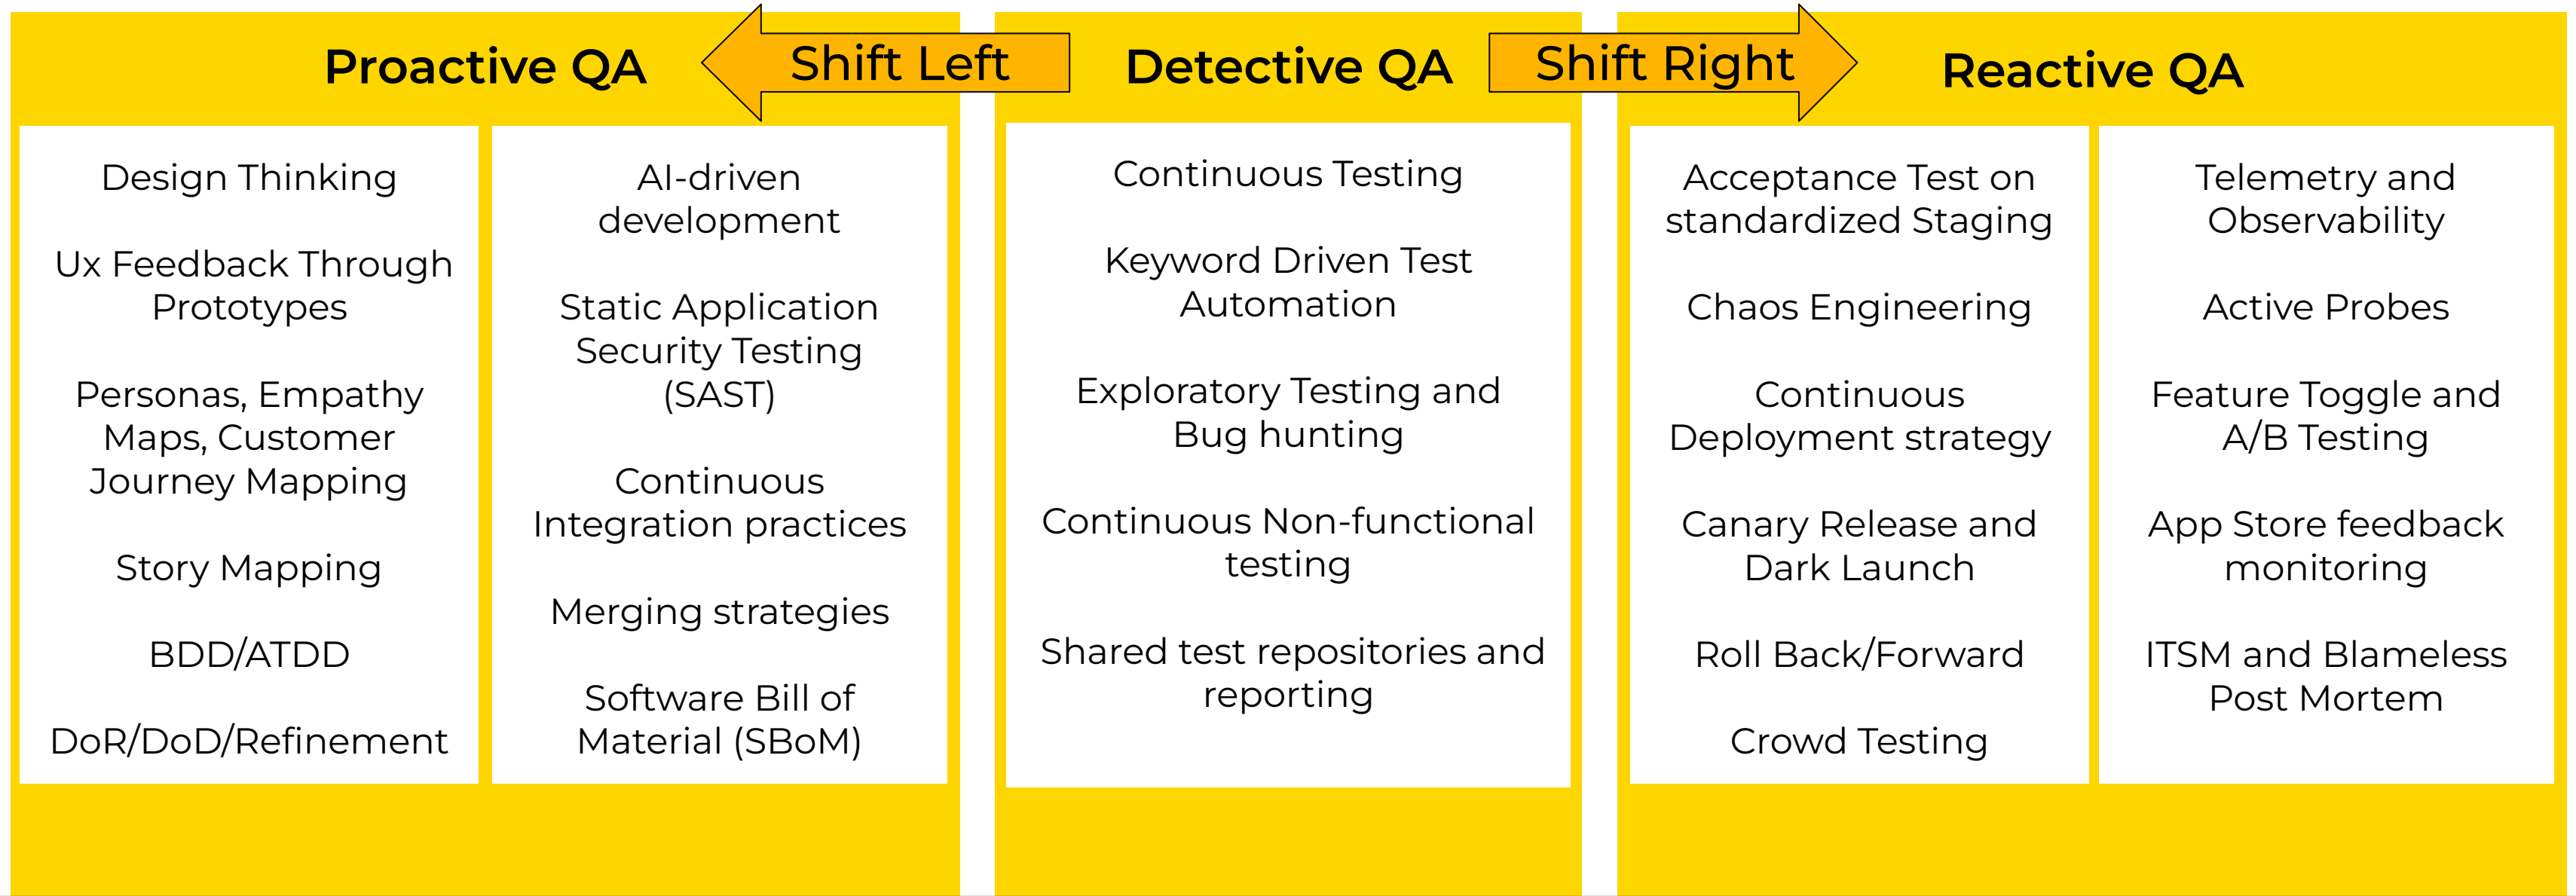 Proactive QA
Shift Left
Detective QA
Shift Right
Reactive QA
Design Thinking
Ux Feedback Through
Prototypes
Personas, Empathy
Maps, Customer
Journey Mapping
Story Mapping
BDD/ATDD
DoR/DoD/Refinement
AI-driven
development
Static Application
Security Testing
(SAST)
Continuous
Integration practices
Merging strategies
Software Bill of
Material (SBoM)
Continuous Testing
Keyword Driven Test
Automation
Exploratory Testing and
Bug hunting
Continuous Non-functional
testing
Shared test repositories and
reporting
Acceptance Test on
standardized Staging
Chaos Engineering
Continuous
Deployment strategy
Canary Release and
Dark Launch
Roll Back/Forward
Crowd Testing
Telemetry and
Observability
Active Probes
Feature Toggle and
A/B Testing
App Store feedback
monitoring
ITSM and Blameless
Post Mortem